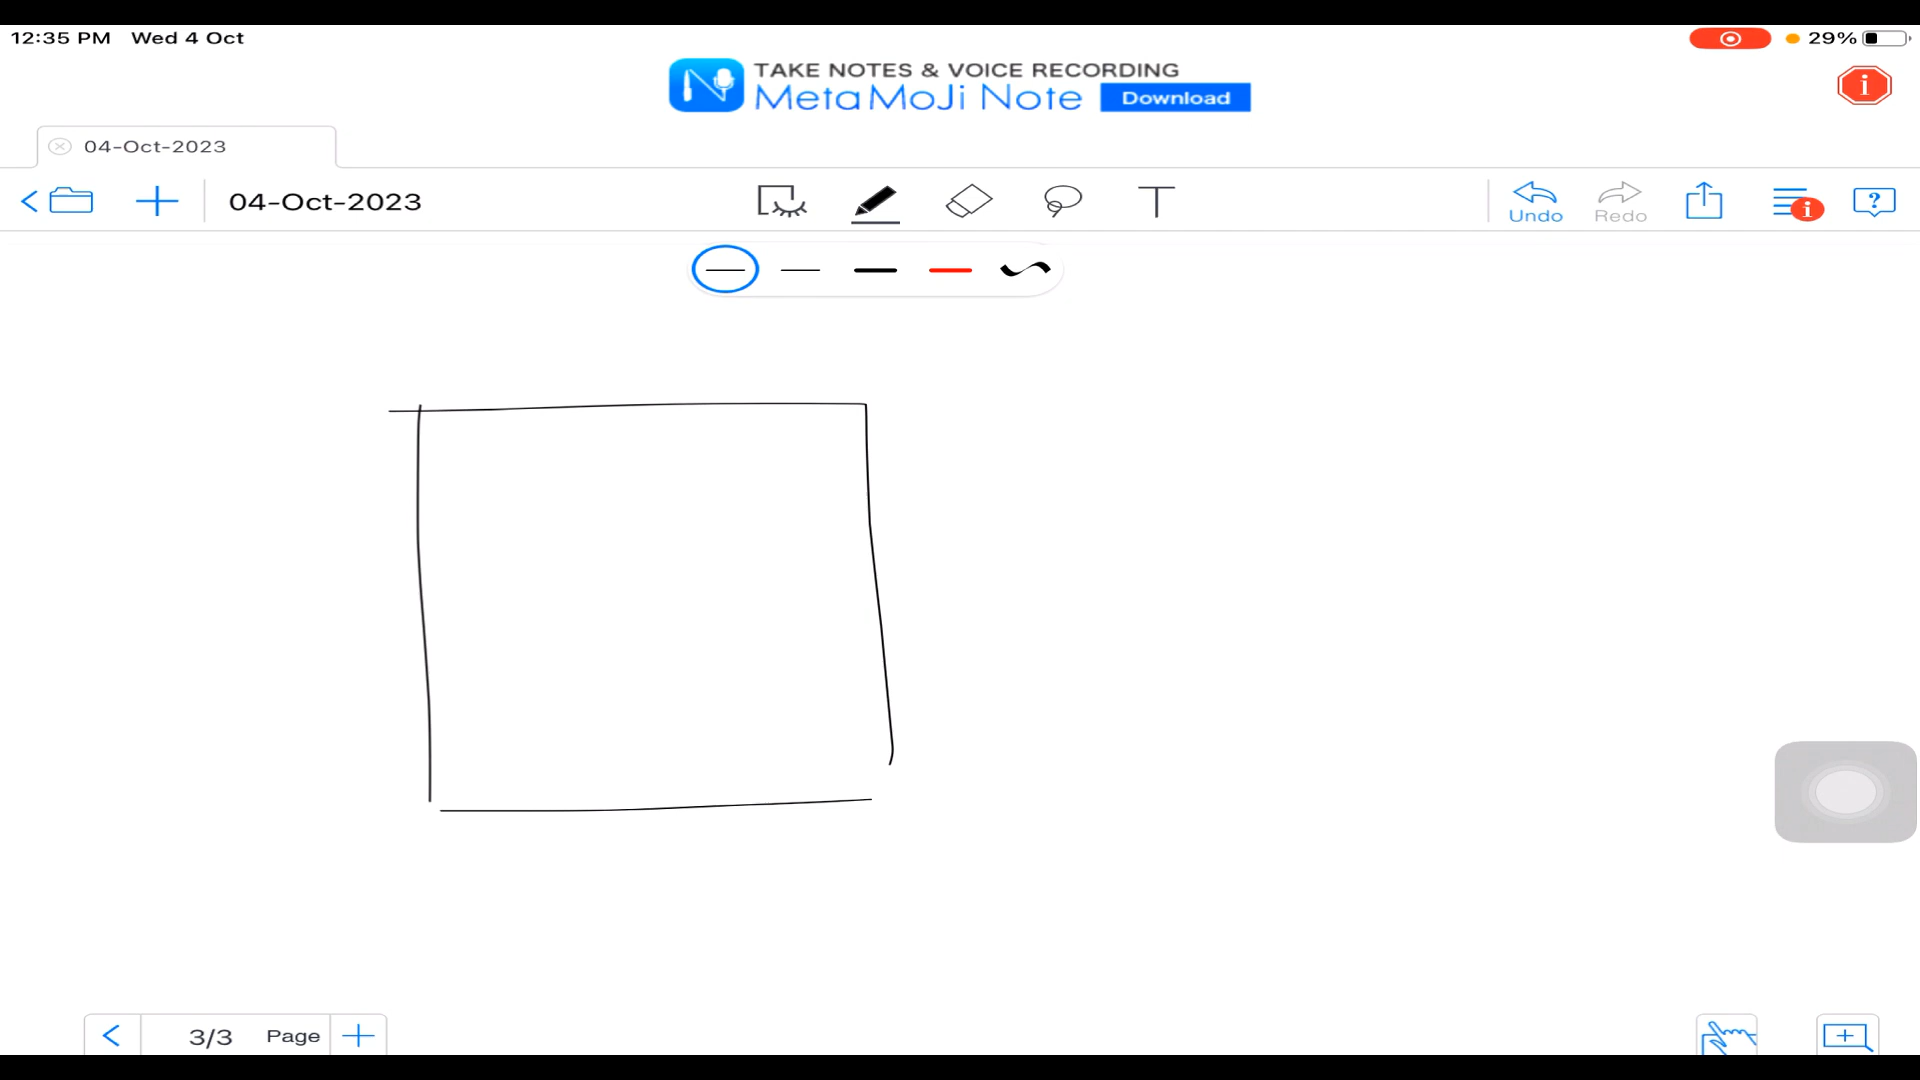 12:35 PM Wed 4 Oct
29%
TAKE NOTES & VOICE RECORDING
MetaMoJi Note Download
04-Oct-2023
04-Oct-2023
Undo
Redo
3/3 Page